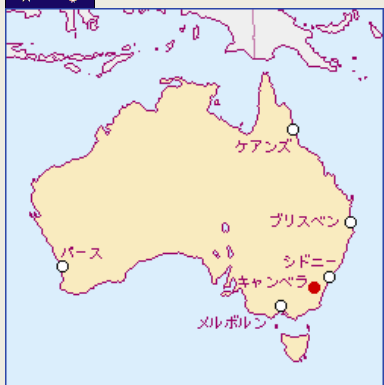 ケアンズ
ブリスベン
パース
シドニー
キャンベラ
メルボルン